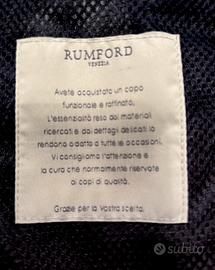 RUMFORD
VENEZIA
Avete acquistato un capo
funzionale e raffinato.
L'essenzialità resa dai materiali
ricercati e dai dettagli delicati lo
rendono adatto a tutte le occasioni.
Vi consigliamo l'attenzione e
la cura che normalmente riservate
ai capi di qualità.
Grazie per la Vostra scelta.
subito